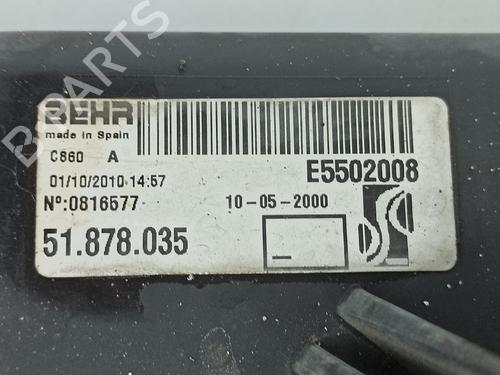 BEHR
made in Spain
C860 A
01/10/2010 14:57
Nº:0816577
51.878.035
E5502008
10-05-2000
B-PARTS